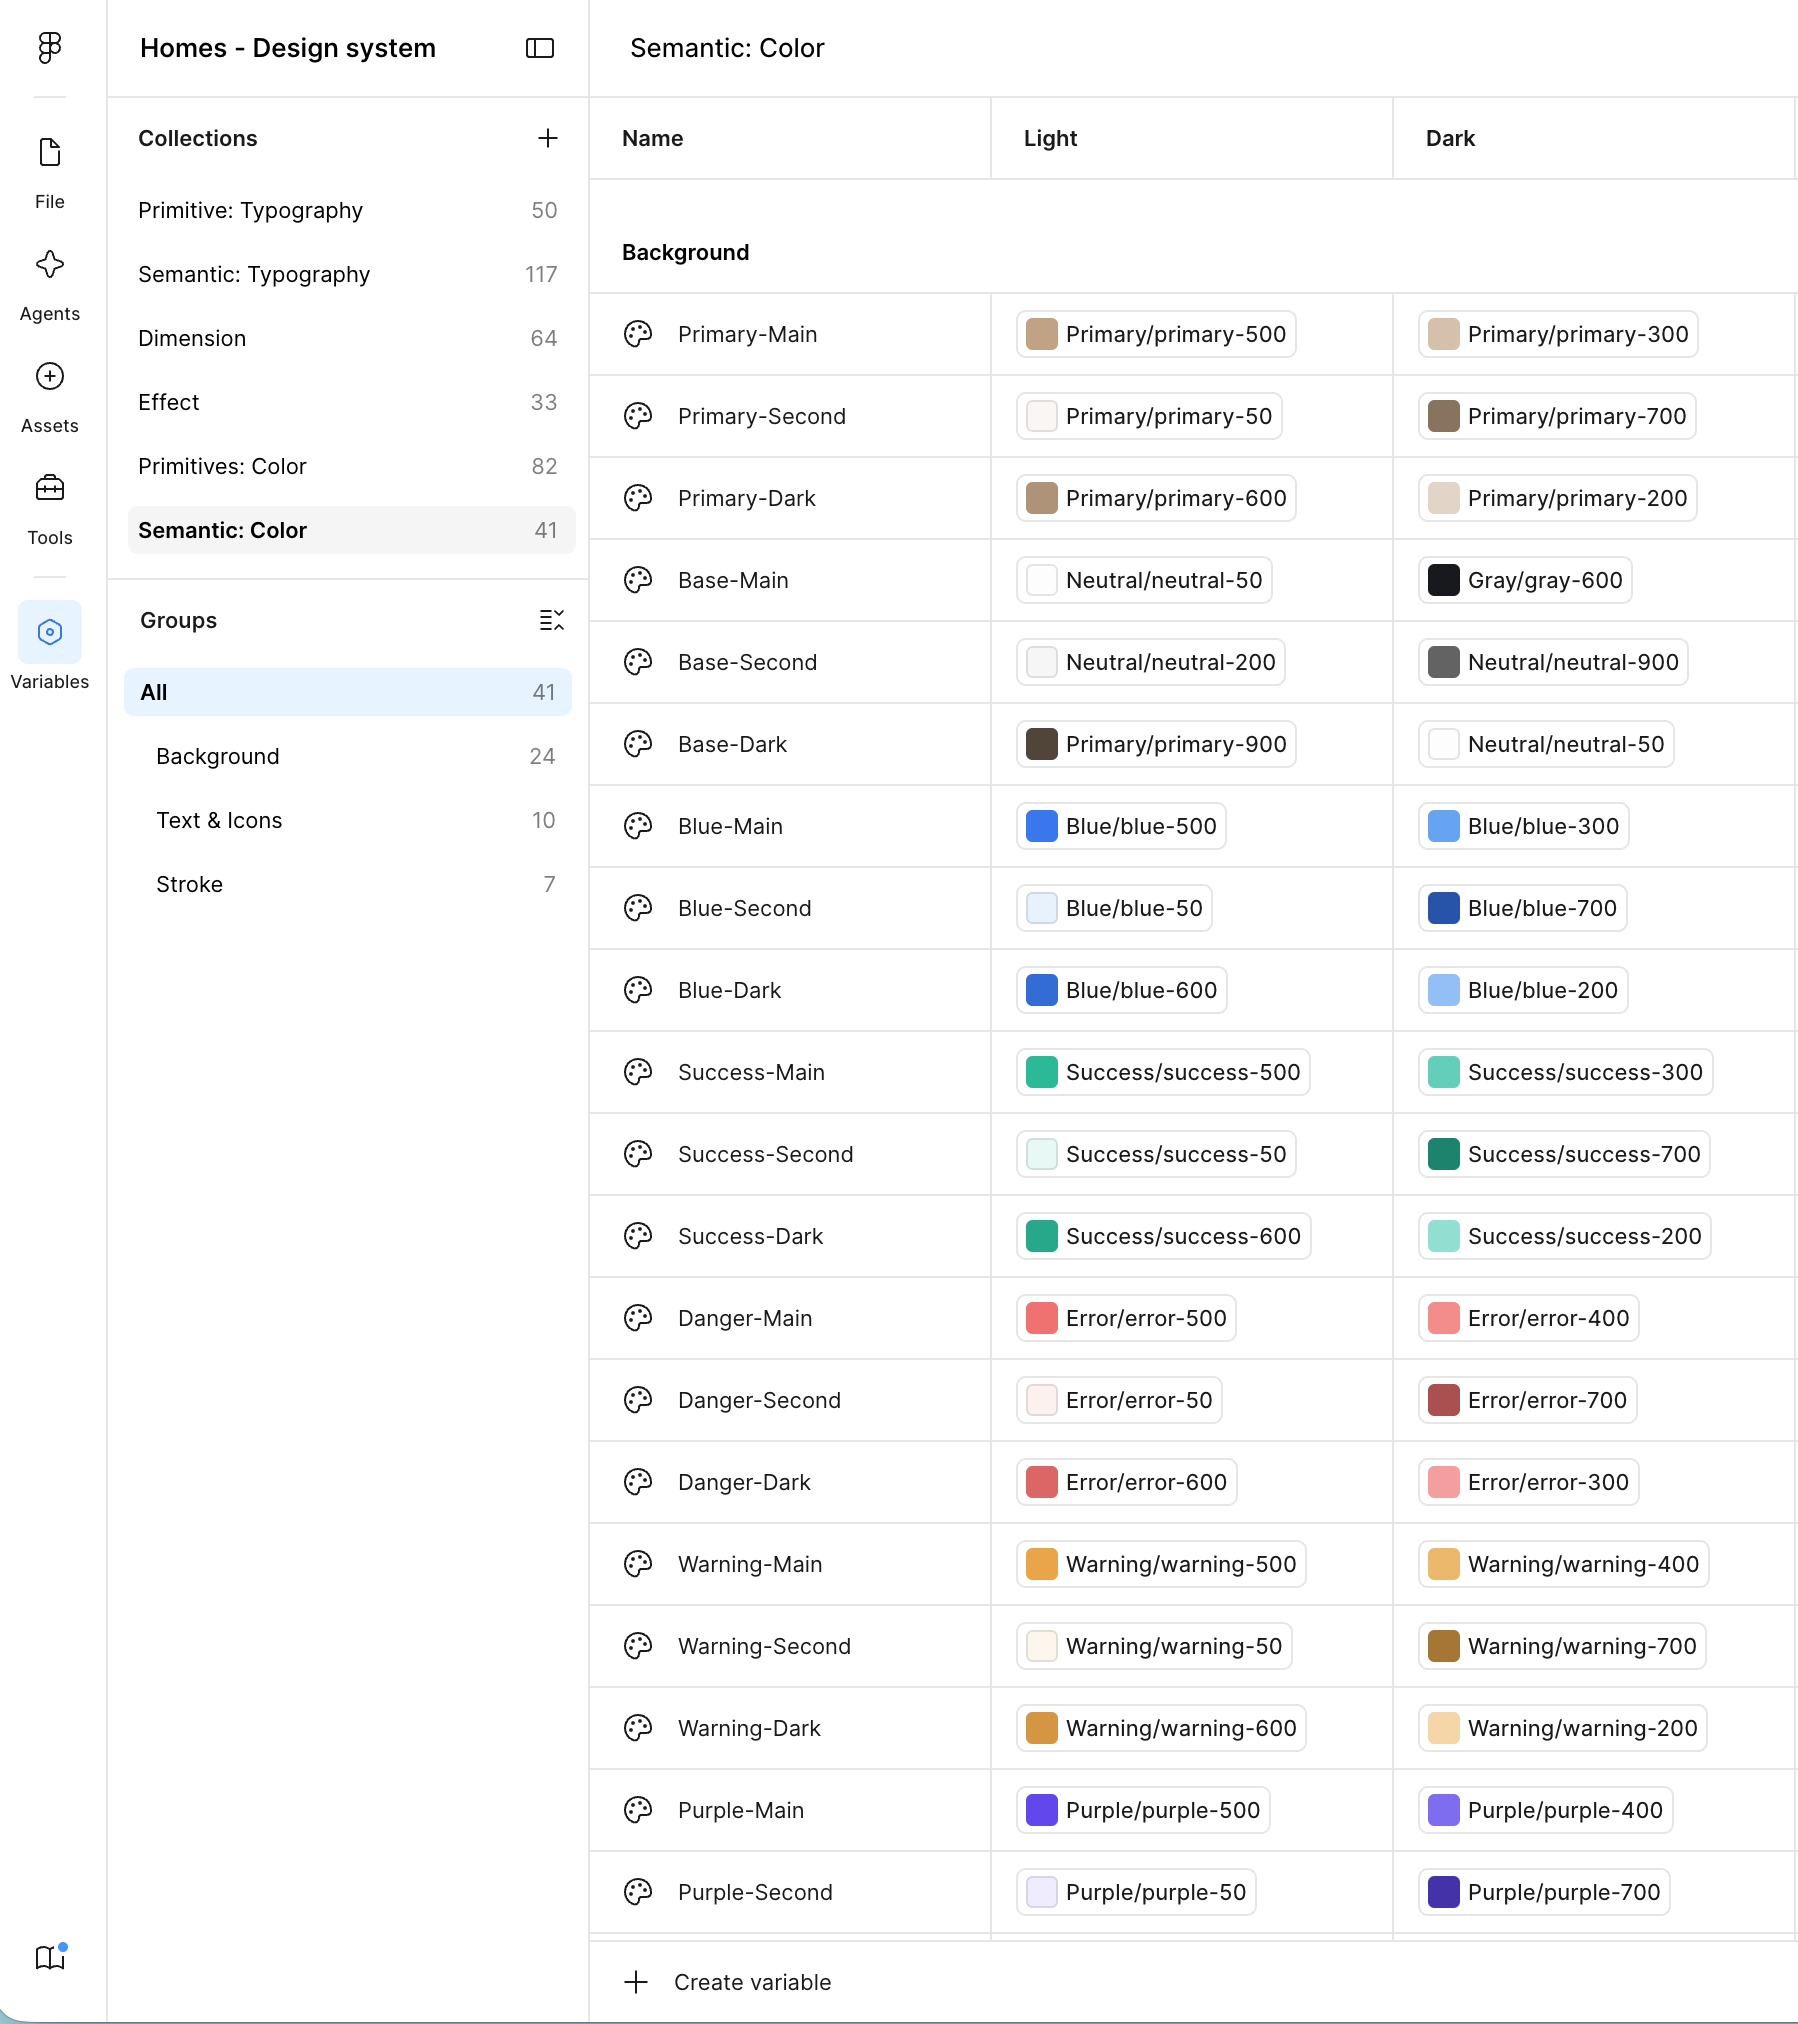 Homes - Design system
Semantic: Color
File
Agents
Assets
Tools
Variables
Collections
Primitive: Typography 50
Semantic: Typography 117
Dimension 64
Effect 33
Primitives: Color 82
Semantic: Color 41
Groups
All 41
Background 24
Text & Icons 10
Stroke 7
Name Light Dark
Background
Primary-Main Primary/primary-500 Primary/primary-300
Primary-Second Primary/primary-50 Primary/primary-700
Primary-Dark Primary/primary-600 Primary/primary-200
Base-Main Neutral/neutral-50 Gray/gray-600
Base-Second Neutral/neutral-200 Neutral/neutral-900
Base-Dark Primary/primary-900 Neutral/neutral-50
Blue-Main Blue/blue-500 Blue/blue-300
Blue-Second Blue/blue-50 Blue/blue-700
Blue-Dark Blue/blue-600 Blue/blue-200
Success-Main Success/success-500 Success/success-300
Success-Second Success/success-50 Success/success-700
Success-Dark Success/success-600 Success/success-200
Danger-Main Error/error-500 Error/error-400
Danger-Second Error/error-50 Error/error-700
Danger-Dark Error/error-600 Error/error-300
Warning-Main Warning/warning-500 Warning/warning-400
Warning-Second Warning/warning-50 Warning/warning-700
Warning-Dark Warning/warning-600 Warning/warning-200
Purple-Main Purple/purple-500 Purple/purple-400
Purple-Second Purple/purple-50 Purple/purple-700
Create variable